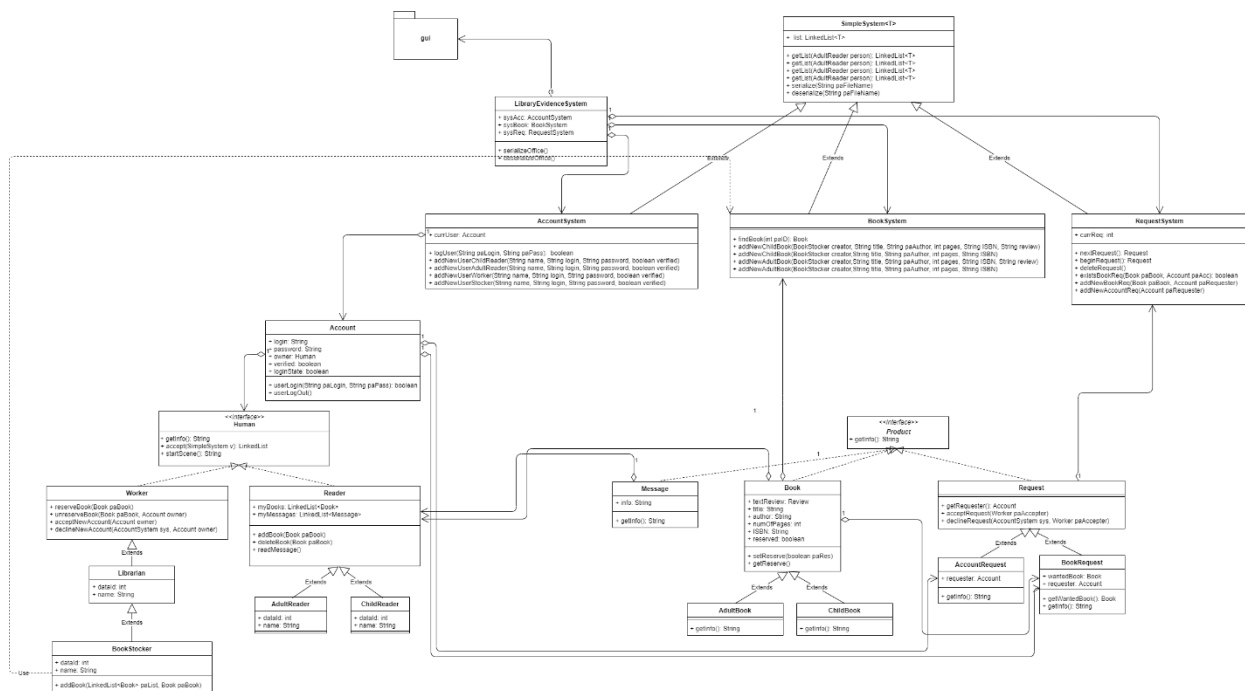 gui
SimpleSystem<T>
+ list: LinkedList<T>
+ getList(AdultReader person): LinkedList<T>
+ getList(AdultReader person): LinkedList<T>
+ getList(AdultReader person): LinkedList<T>
+ getList(AdultReader person): LinkedList<T>
+ serialize(String paFileName)
+ deserialize(String paFileName)
LibraryEvidenceSystem
+ sysAcc: AccountSystem
+ sysBook: BookSystem
+ sysReq: RequestSystem
+ serializeOffice()
+ deserializeOffice()
1
1
1
Extends
Extends
Extends
AccountSystem
+ currUser: Account
+ logUser(String paLogin, String paPass): boolean
+ addNewUserChildReader(String name, String login, String password, boolean verified)
+ addNewUserAdultReader(String name, String login, String password, boolean verified)
+ addNewUserWorker(String name, String login, String password, boolean verified)
+ addNewUserStocker(String name, String login, String password, boolean verified)
1
BookSystem
+ findBook(int paID): Book
+ addNewChildBook(BookStocker creator, String title, String paAuthor, int pages, String ISBN, String review)
+ addNewChildBook(BookStocker creator, String title, String paAuthor, int pages, String ISBN)
+ addNewAdultBook(BookStocker creator, String title, String paAuthor, int pages, String ISBN, String review)
+ addNewAdultBook(BookStocker creator, String title, String paAuthor, int pages, String ISBN)
RequestSystem
+ currReq: int
+ nextRequest(): Request
+ beginRequest(): Request
+ deleteRequest()
+ existsBookReq(Book paBook, Account paAcc): boolean
+ addNewBookReq(Book paBook, Account paRequester)
+ addNewAccountReq(Account paRequester)
Account
+ login: String
+ password: String
+ owner: Human
+ verified: boolean
+ loginState: boolean
+ userLogin(String paLogin, String paPass): boolean
+ userLogOut()
1
1
1
<<interface>>
Human
+ getInfo(): String
+ accept(SimpleSystem v): LinkedList
+ startScene(): String
<<interface>>
Product
+ getInfo(): String
1
1
1
Worker
+ reserveBook(Book paBook)
+ unreserveBook(Book paBook, Account owner)
+ acceptNewAccount(Account owner)
+ declineNewAccount(AccountSystem sys, Account owner)
Reader
+ myBooks: LinkedList<Book>
+ myMessages: LinkedList<Message>
+ addBook(Book paBook)
+ deleteBook(Book paBook)
+ readMessage()
Message
+ info: String
+ getInfo(): String
1
Book
+ textReview: Review
+ title: String
+ author: String
+ numOfPages: int
+ ISBN: String
+ reserved: boolean
+ setReserve(boolean paRes)
+ getReserve()
1
1
Request
+ getRequester(): Account
+ acceptRequest(Worker paAccepter)
+ declineRequest(AccountSystem sys, Worker paAccepter)
Extends
Librarian
+ dataId: int
+ name: String
Extends
Extends
Extends
AdultReader
+ dataId: int
+ name: String
ChildReader
+ dataId: int
+ name: String
Extends
Extends
AdultBook
+ getInfo(): String
ChildBook
+ getInfo(): String
Extends
Extends
AccountRequest
+ requester: Account
+ getInfo(): String
BookRequest
+ wantedBook: Book
+ requester: Account
+ getWantedBook(): Book
+ getInfo(): String
BookStocker
+ dataId: int
+ name: String
+ addBook(LinkedList<Book> paList, Book paBook)
Use